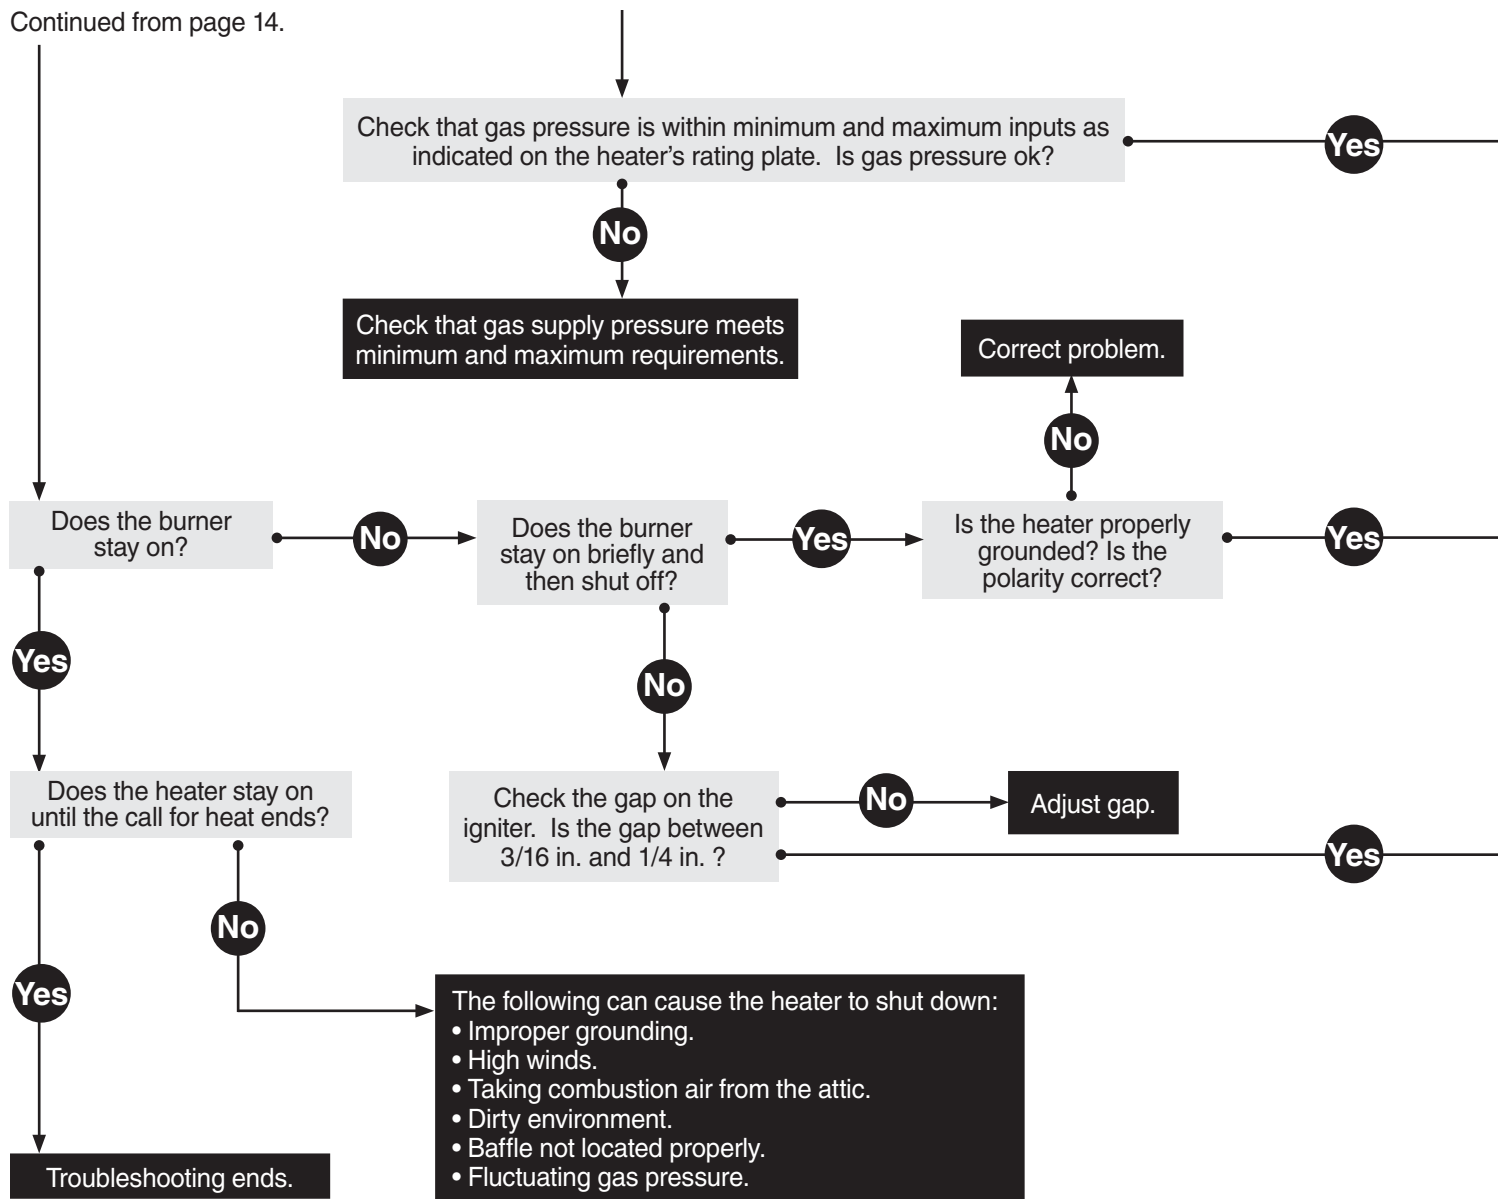 Continued from page 14.
Check that gas pressure is within minimum and maximum inputs as
indicated on the heater’s rating plate.  Is gas pressure ok?
Yes
No
Check that gas supply pressure meets
minimum and maximum requirements.
Correct problem.
No
Does the burner
stay on?
No
Does the burner
stay on briefly and
then shut off?
Yes
Is the heater properly
grounded? Is the
polarity correct?
Yes
Yes
No
Does the heater stay on
until the call for heat ends?
Check the gap on the
igniter.  Is the gap between
3/16 in. and 1/4 in. ?
No
Adjust gap.
Yes
No
Yes
The following can cause the heater to shut down:
• Improper grounding.
• High winds.
• Taking combustion air from the attic.
• Dirty environment.
• Baffle not located properly.
• Fluctuating gas pressure.
Troubleshooting ends.